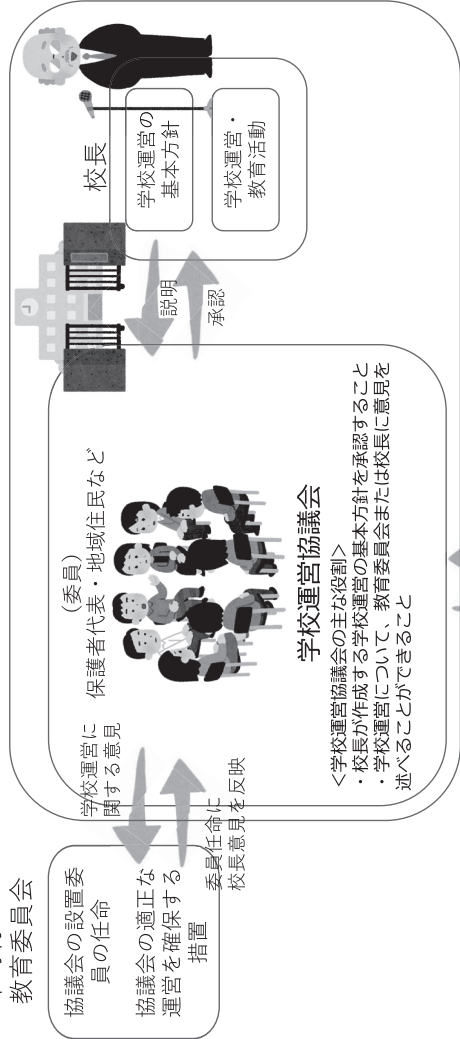 教育委員会
協議会の設置委
員の任命
協議会の適正な
運営を確保する
措置
学校運営に
関する意見
委員任命に
校長意見を反映
(委員)
保護者代表・地域住民など
学校運営協議会
<学校運営協議会の主な役割>
・校長が作成する学校運営の基本方針を承認すること
・学校運営について、教育委員会または校長に意見を
述べることができること
説明
承認
校長
学校運営の
基本方針
学校運営・
教育活動